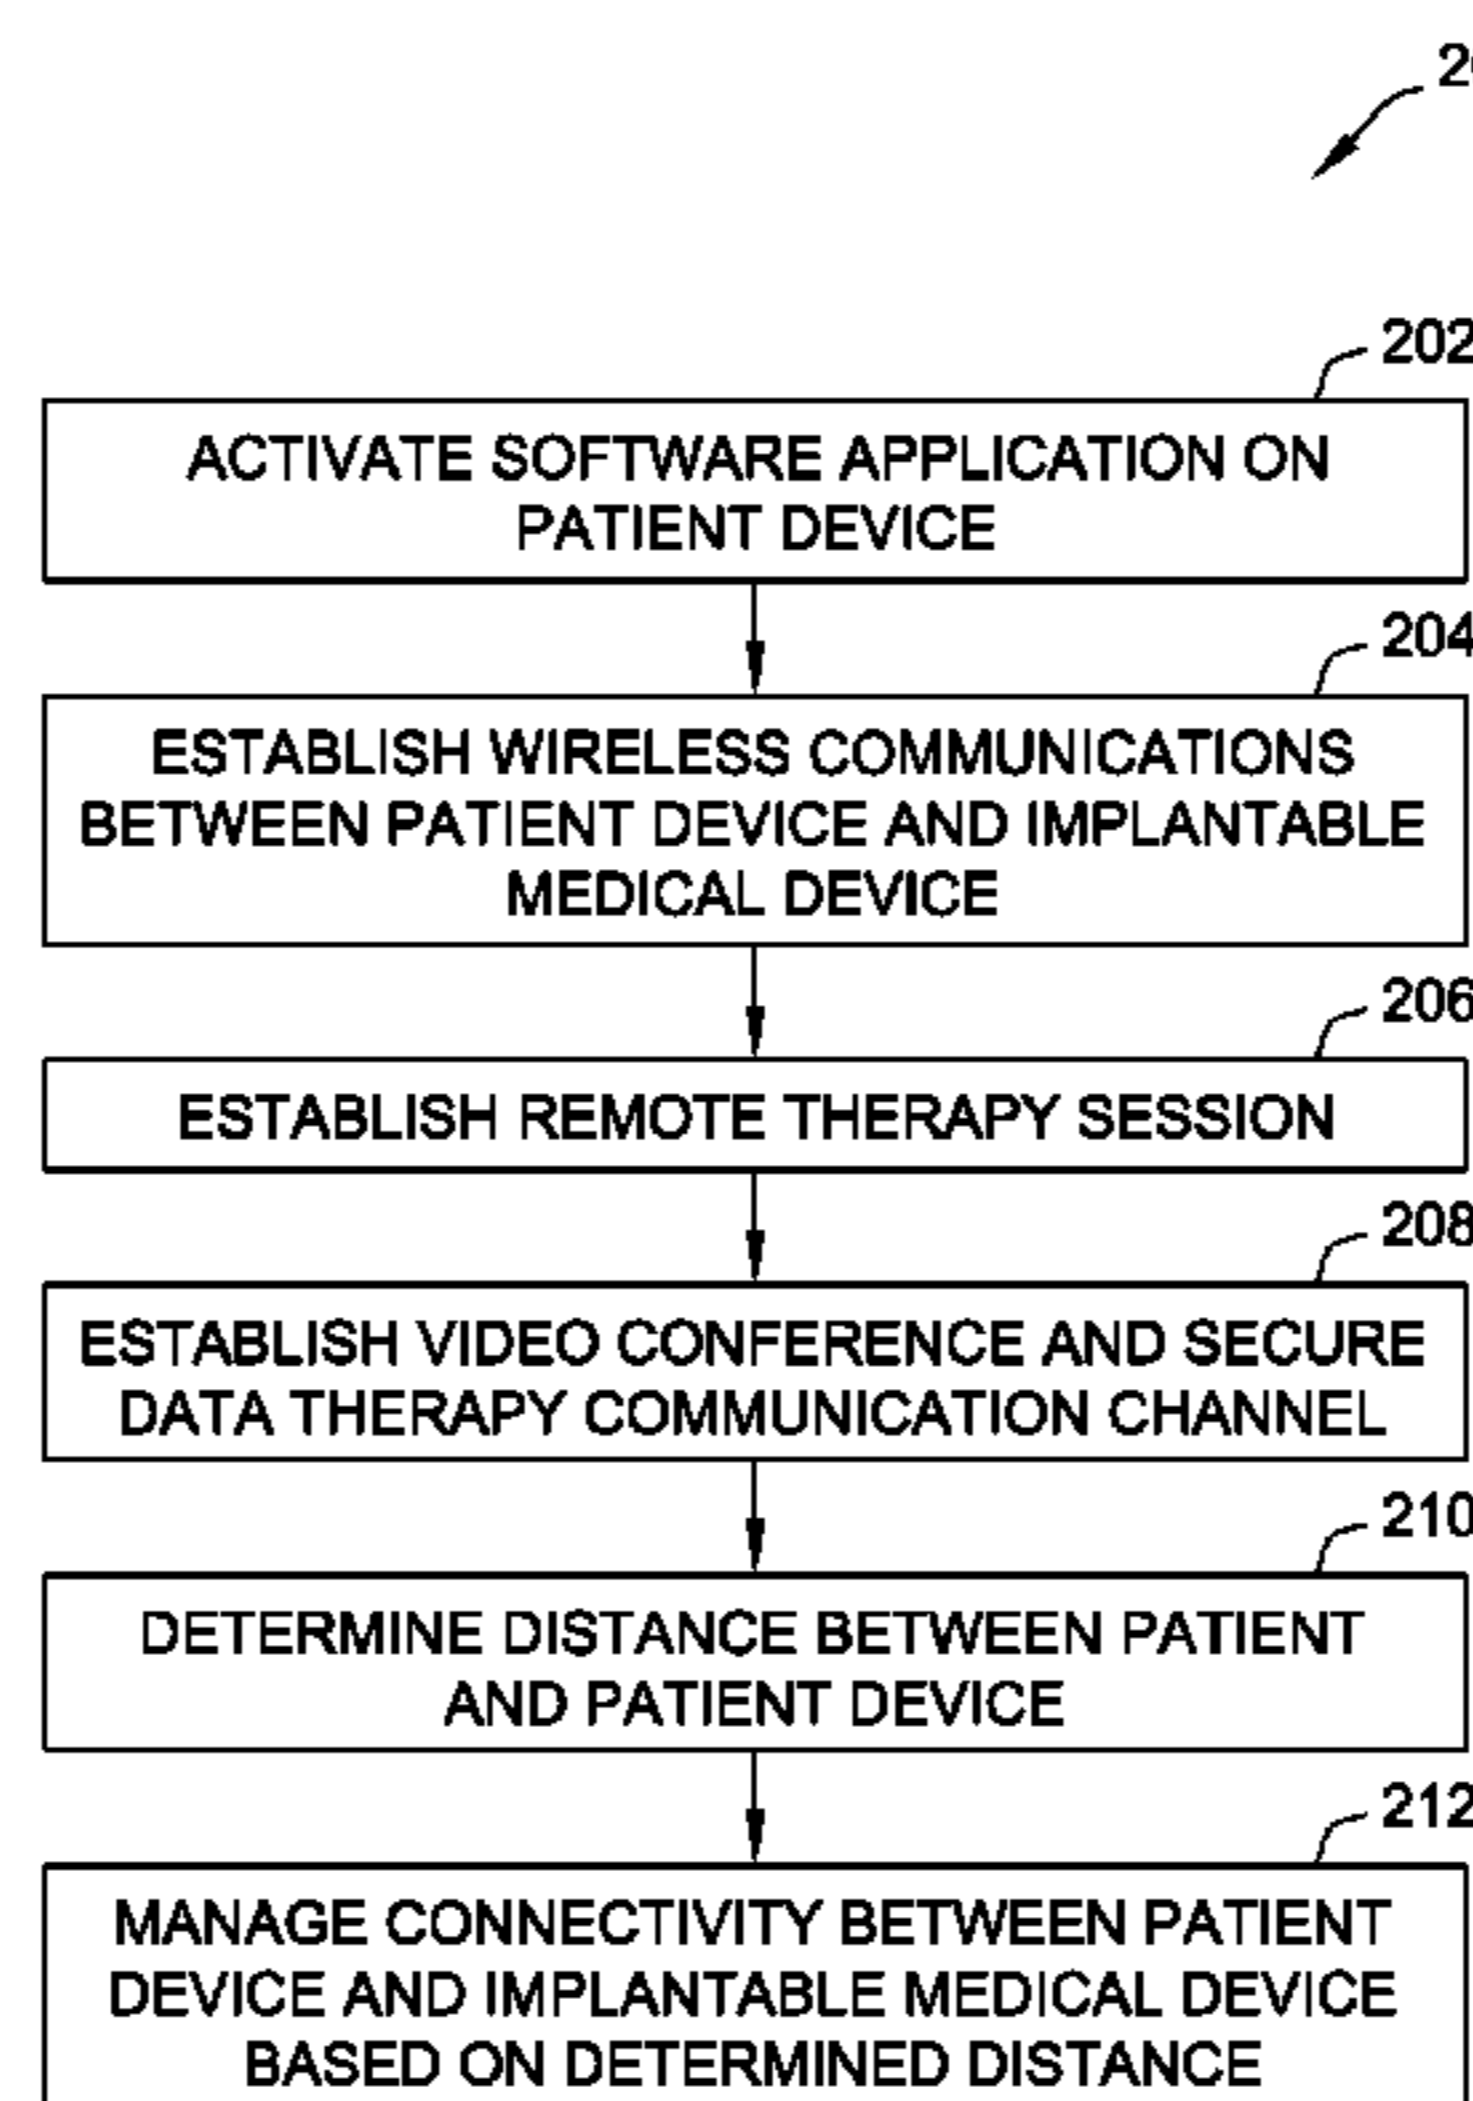 202
ACTIVATE SOFTWARE APPLICATION ON
PATIENT DEVICE
204
ESTABLISH WIRELESS COMMUNICATIONS
BETWEEN PATIENT DEVICE AND IMPLANTABLE
MEDICAL DEVICE
206
ESTABLISH REMOTE THERAPY SESSION
208
ESTABLISH VIDEO CONFERENCE AND SECURE
DATA THERAPY COMMUNICATION CHANNEL
210
DETERMINE DISTANCE BETWEEN PATIENT
AND PATIENT DEVICE
212
MANAGE CONNECTIVITY BETWEEN PATIENT
DEVICE AND IMPLANTABLE MEDICAL DEVICE
BASED ON DETERMINED DISTANCE